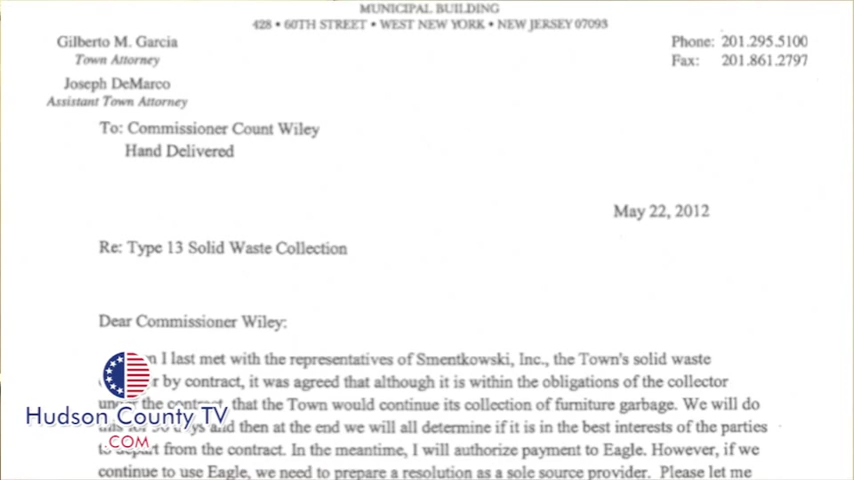 MUNICIPAL BUILDING
428 • 60TH STREET • WEST NEW YORK • NEW JERSEY 07093
Gilberto M. Garcia
Town Attorney
Joseph DeMarco
Assistant Town Attorney
Phone: 201.295.5100
Fax: 201.861.2797
To: Commissioner Count Wiley
Hand Delivered
May 22, 2012
Re: Type 13 Solid Waste Collection
Dear Commissioner Wiley:
I last met with the representatives of Smentkowski, Inc., the Town's solid waste
by contract, it was agreed that although it is within the obligations of the collector
the contract, that the Town would continue its collection of furniture garbage. We will do
and then at the end we will all determine if it is in the best interests of the parties
to depart from the contract. In the meantime, I will authorize payment to Eagle. However, if we
continue to use Eagle, we need to prepare a resolution as a sole source provider. Please let me
Hudson County TV
.COM